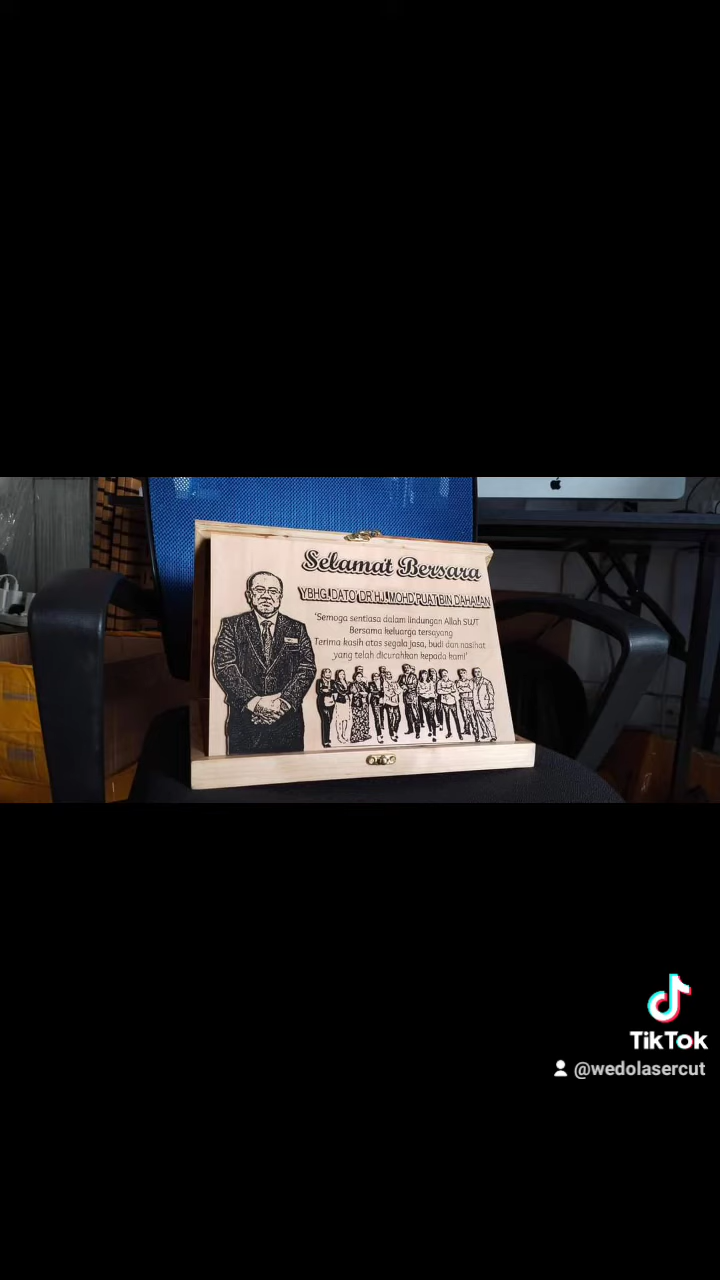 Selamat Bersara
YBHG. DATO' DR. HJ. MOHD PUAT BIN DAHALAN
'Semoga sentiasa dalam lindungan Allah SWT
Bersama keluarga tersayang
Terima kasih atas segala jasa, budi dan nasihat
yang telah dicurahkan kepada kami'
TikTok
@wedolasercut